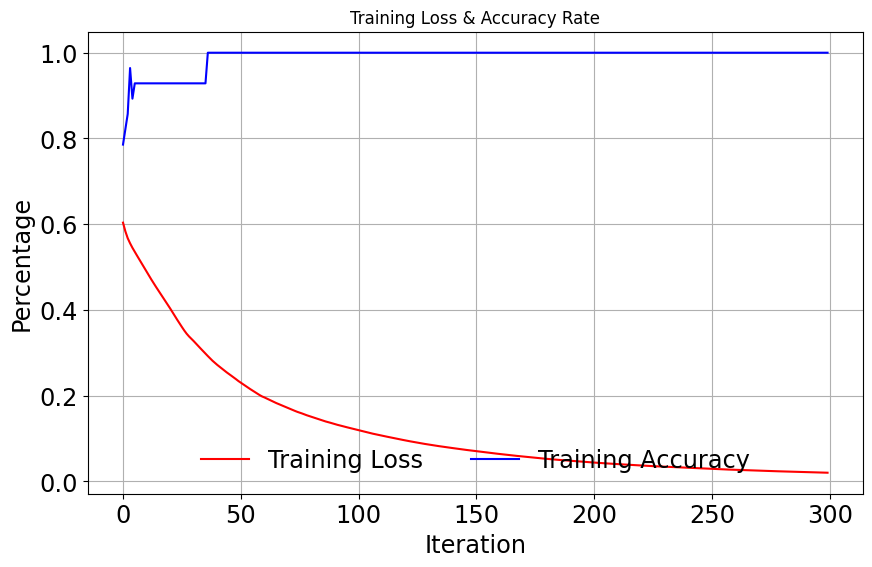 Training Loss & Accuracy Rate
1.0
0.8
0.6
0.4
0.2
0.0
Percentage
Training Loss Training Accuracy
0 50 100 150 200 250 300
Iteration